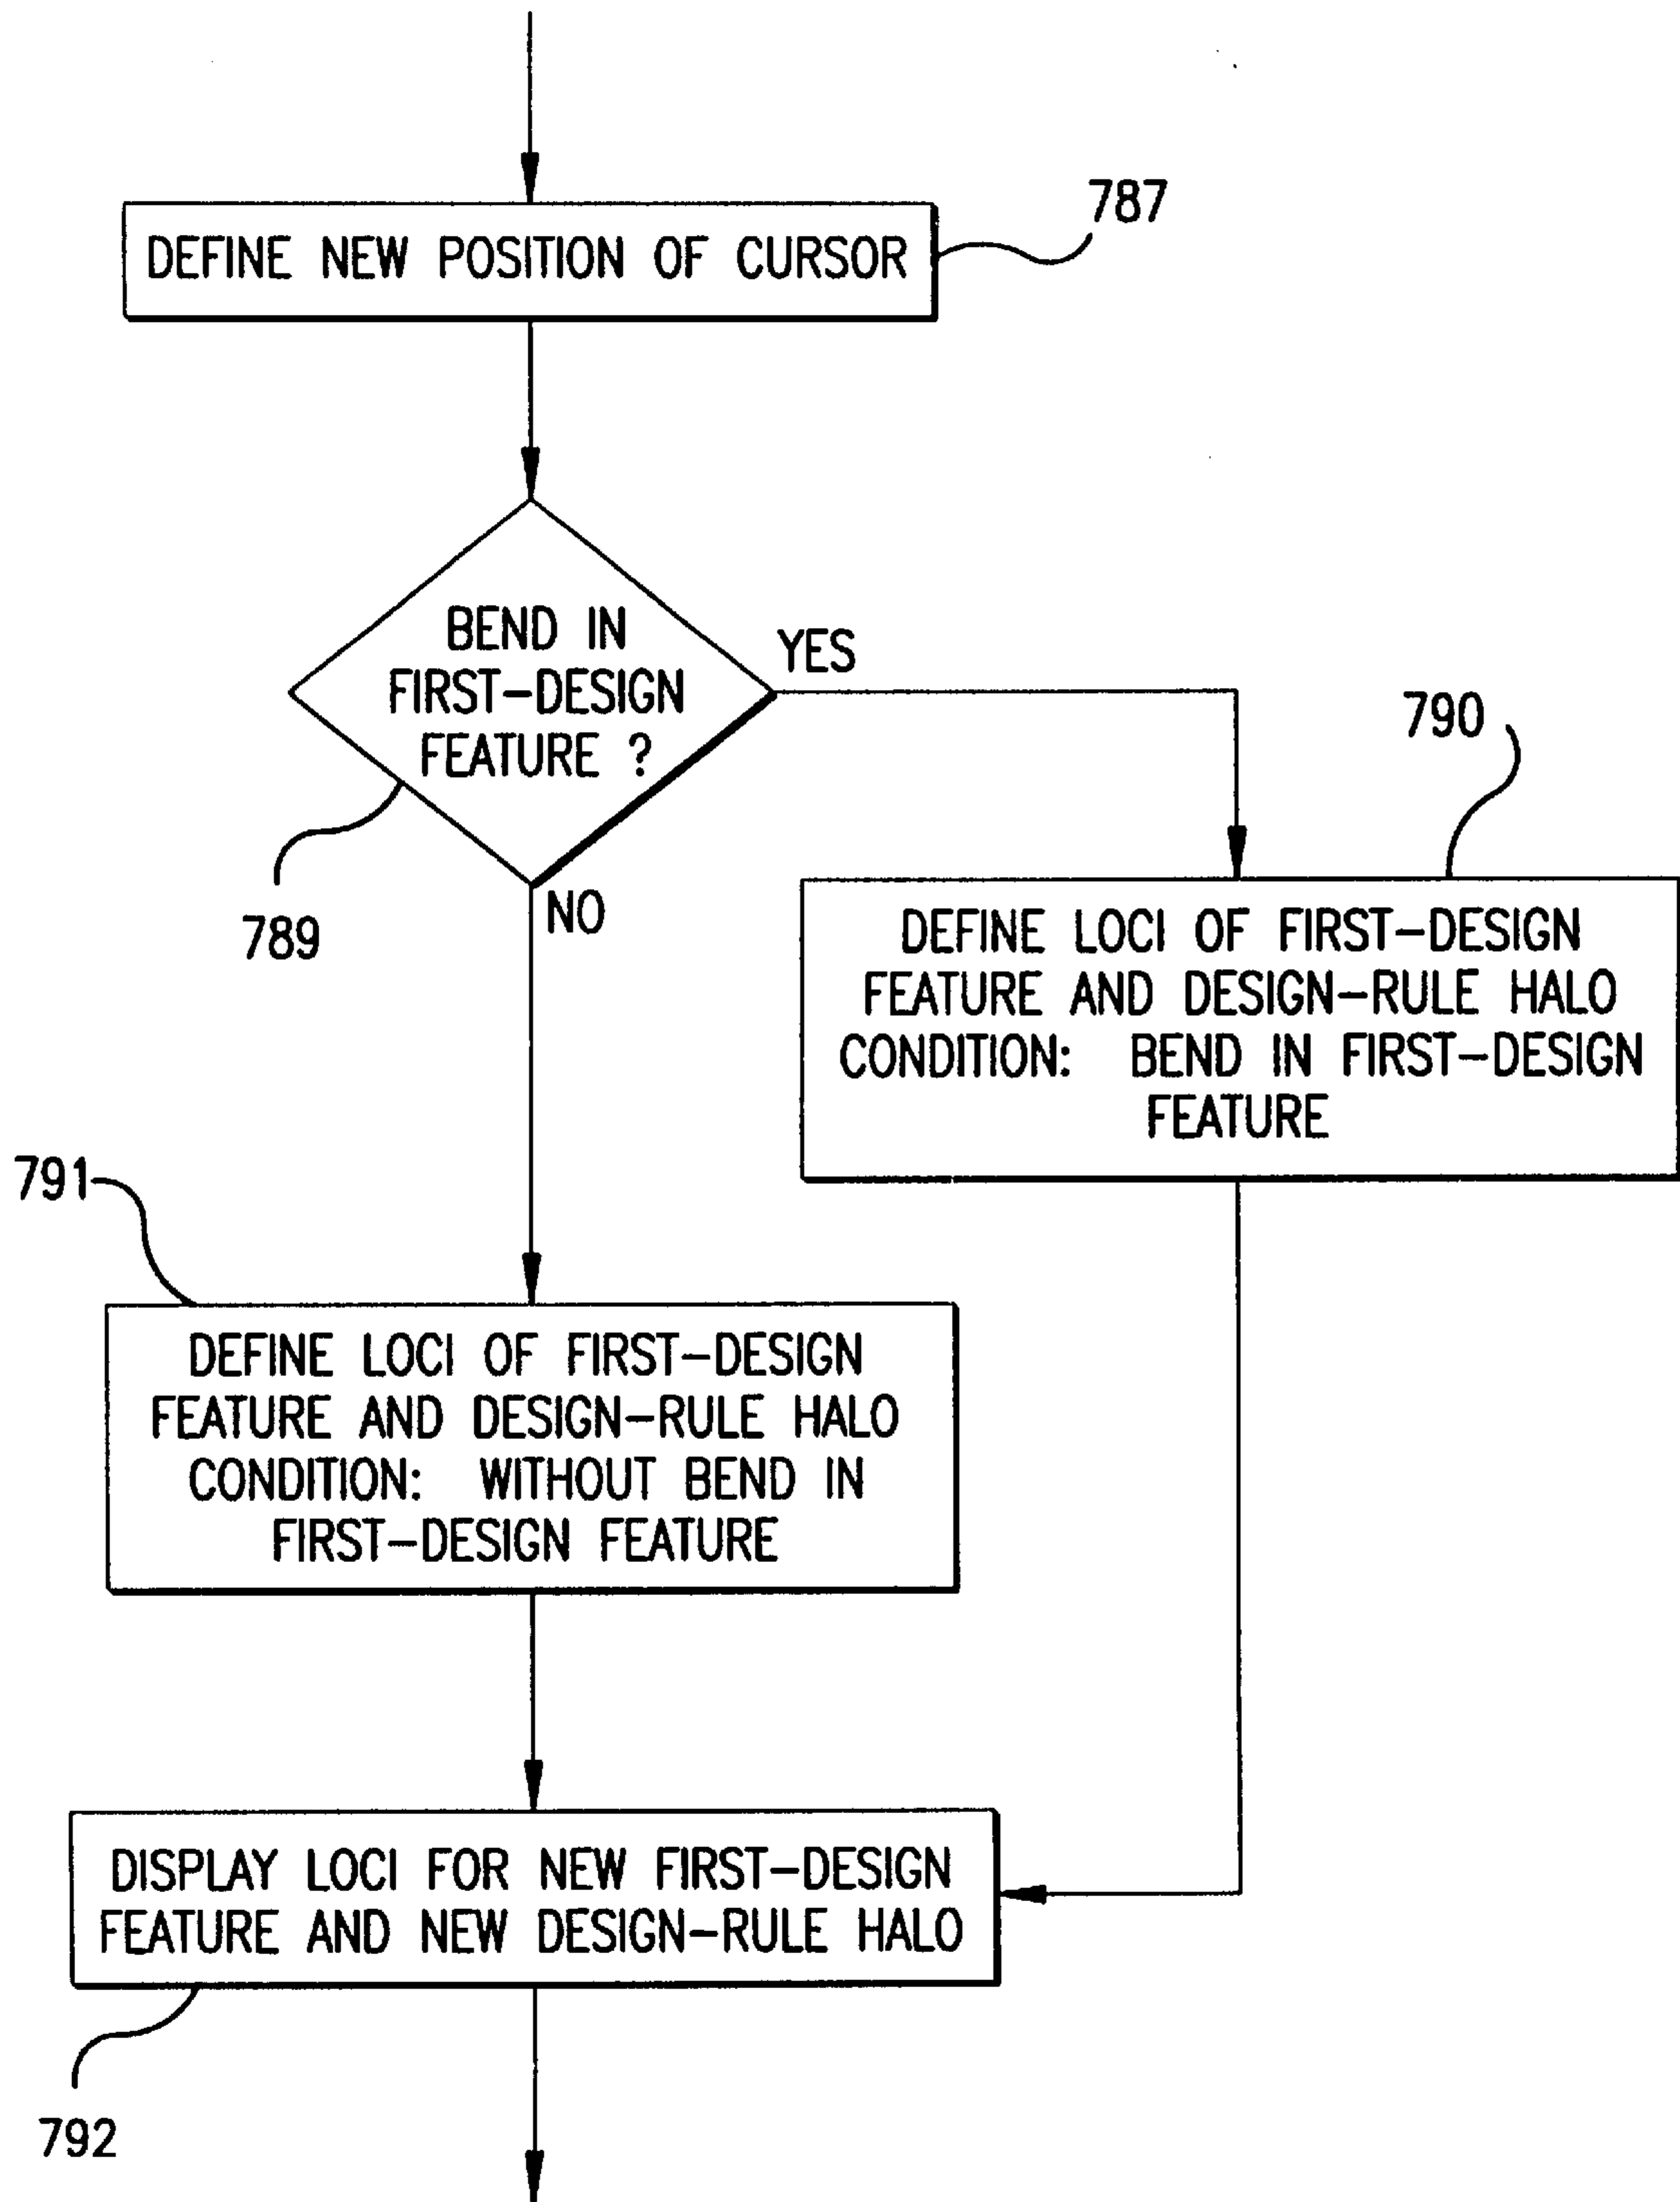 787
DEFINE NEW POSITION OF CURSOR
BEND IN
FIRST-DESIGN
FEATURE ?
YES
NO
789
790
DEFINE LOCI OF FIRST-DESIGN
FEATURE AND DESIGN-RULE HALO
CONDITION: BEND IN FIRST-DESIGN
FEATURE
791
DEFINE LOCI OF FIRST-DESIGN
FEATURE AND DESIGN-RULE HALO
CONDITION: WITHOUT BEND IN
FIRST-DESIGN FEATURE
DISPLAY LOCI FOR NEW FIRST-DESIGN
FEATURE AND NEW DESIGN-RULE HALO
792